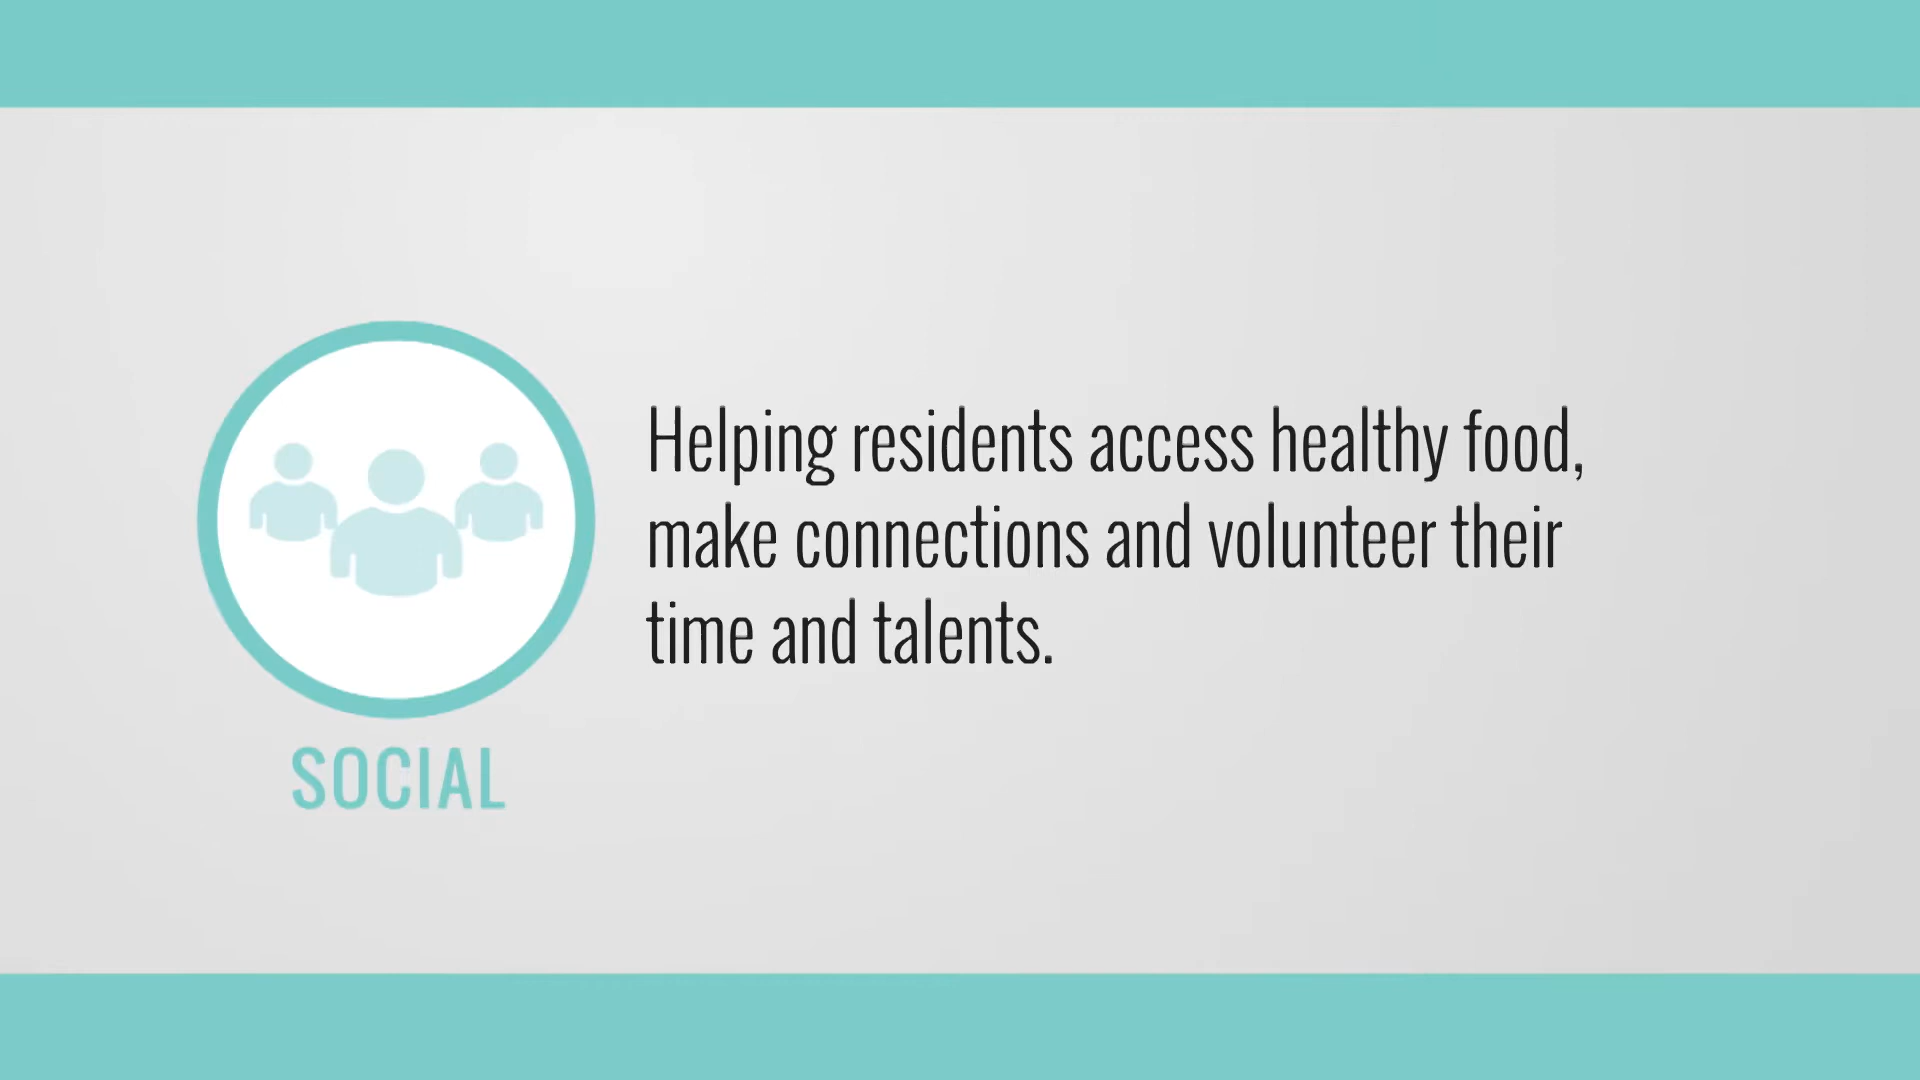 Helping residents access healthy food,
make connections and volunteer their
time and talents.
SOCIAL